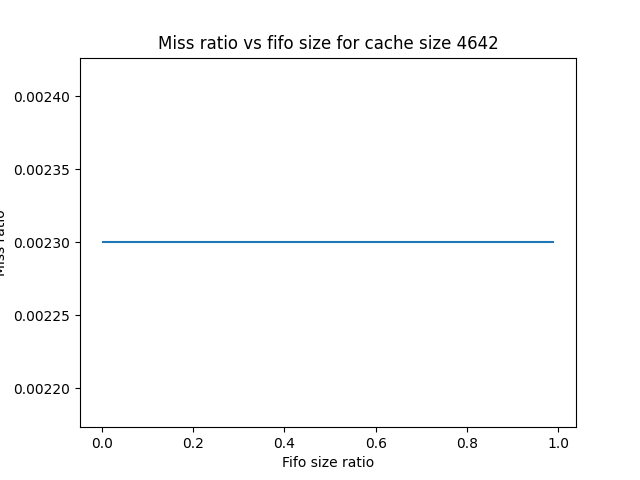 Miss ratio vs fifo size for cache size 4642
0.00240
0.00235
0.00230
0.00225
0.00220
Miss ratio
0.0 0.2 0.4 0.6 0.8 1.0
Fifo size ratio